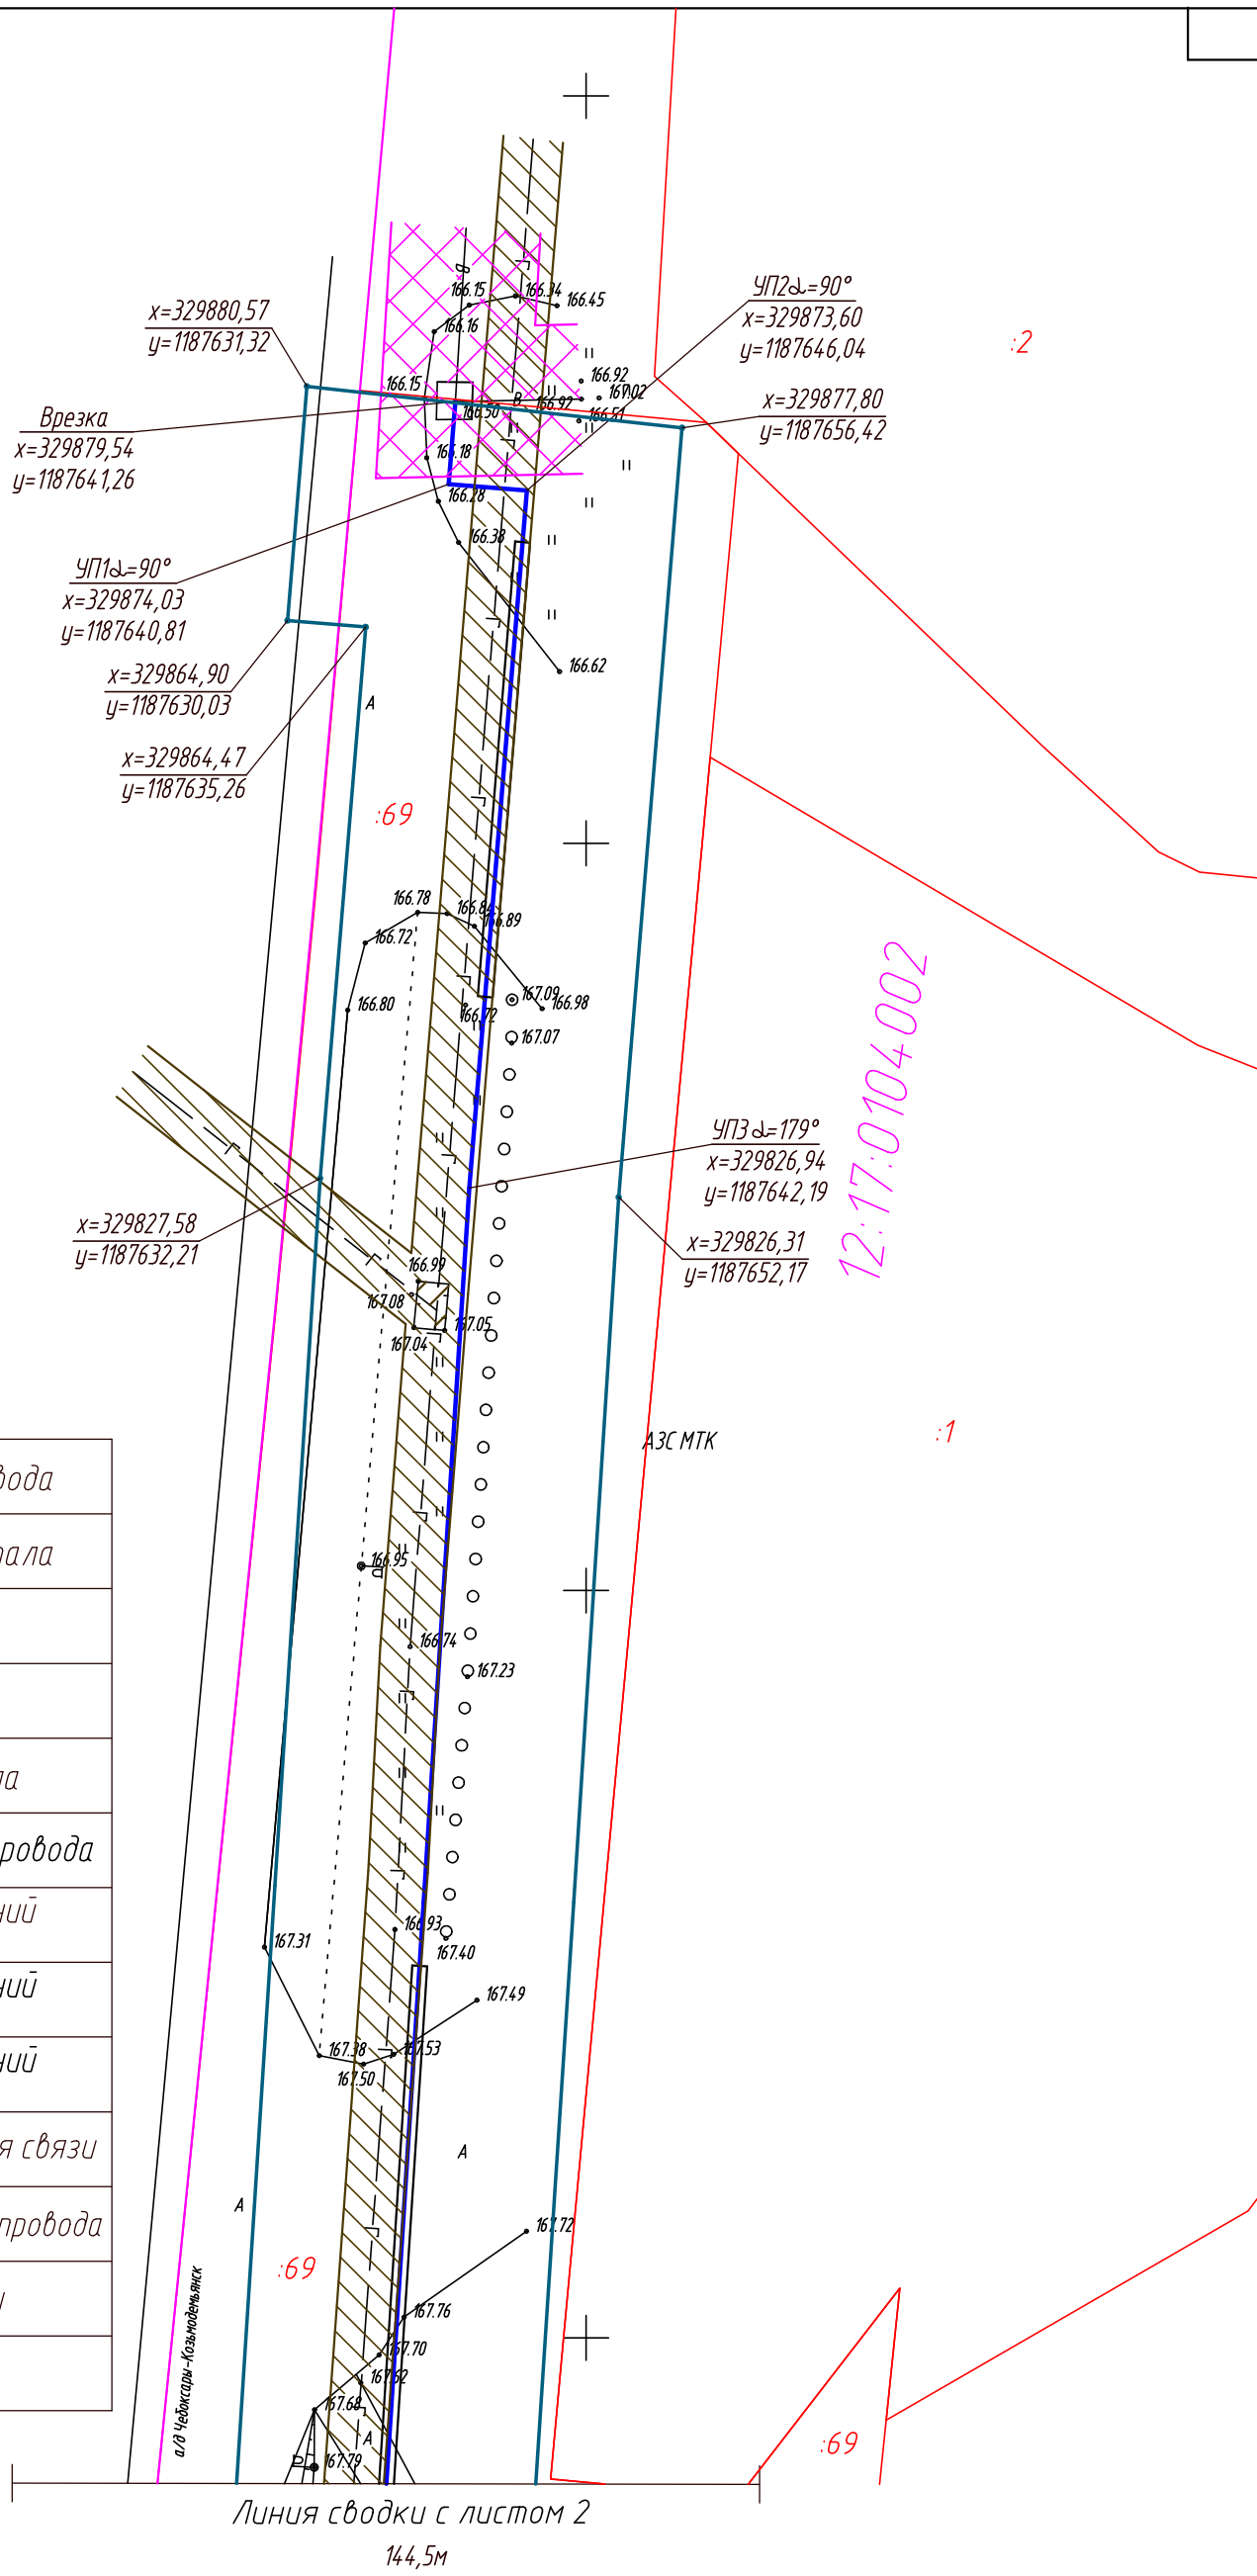 x=329880,57
y=1187631,32
Врезка
x=329879,54
y=1187641,26
УП1α=90°
x=329874,03
y=1187640,81
x=329864,90
y=1187630,03
x=329864,47
y=1187635,26
УП2α=90°
x=329873,60
y=1187646,04
x=329877,80
y=1187656,42
:2
В
166.15
166.34
166.45
166.16
166.15
166.92
167.02
В
166.92
166.50
166.81
166.18
166.28
166.38
166.62
А
:69
166.78
166.84
166.89
166.72
166.80
167.09
166.98
166.72
167.07
12:17:0104002
УП3 α=179°
x=329826,94
y=1187642,19
x=329827,58
y=1187632,21
x=329826,31
y=1187652,17
166.99
167.08
167.05
167.04
АЗС МТК
:1
166.95
166.74
167.23
166.93
167.40
167.31
167.49
167.38
167.53
167.50
А
А
167.72
:69
167.76
167.70
167.62
167.68
А
167.79
:69
а/д Чебоксары-Козьмодемьянск
вода
рала
ла
ровода
ний
ний
ний
я связи
провода
Линия сводки с листом 2
144,5м